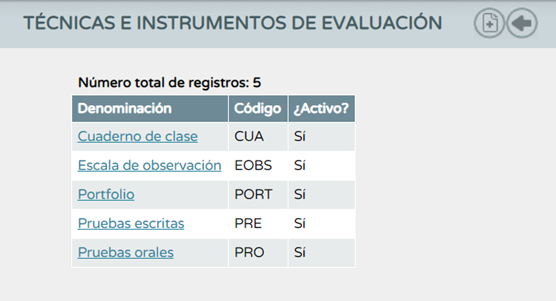 TÉCNICAS E INSTRUMENTOS DE EVALUACIÓN
Número total de registros: 5
Denominación Código ¿Activo?
Cuaderno de clase CUA Sí
Escala de observación EOBS Sí
Portfolio PORT Sí
Pruebas escritas PRE Sí
Pruebas orales PRO Sí